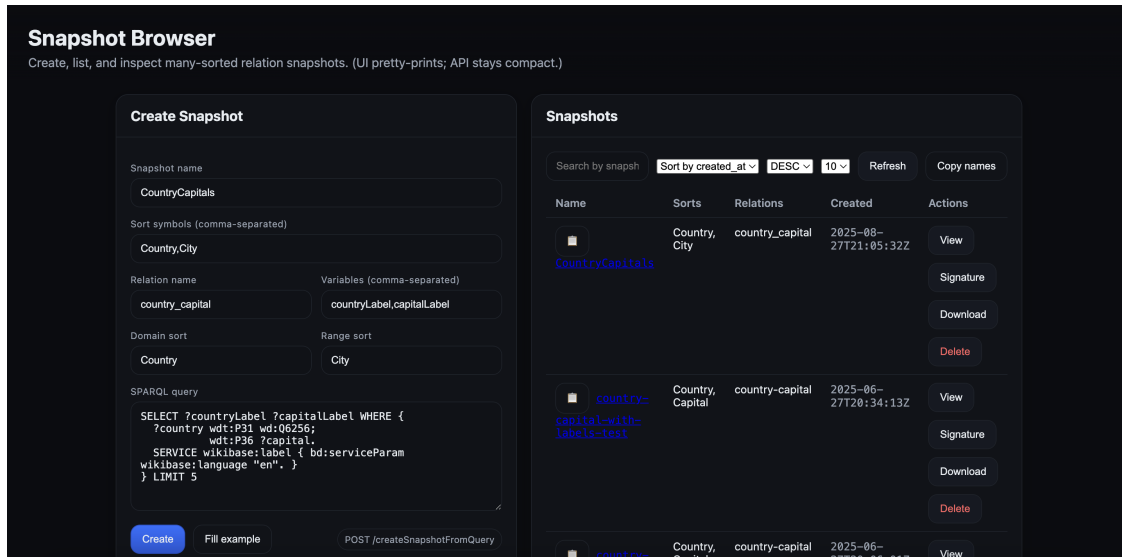 Snapshot Browser
Create, list, and inspect many-sorted relation snapshots. (UI pretty-prints; API stays compact.)
Create Snapshot
Snapshot name
CountryCapitals
Sort symbols (comma-separated)
Country,City
Relation name
Variables (comma-separated)
country_capital
countryLabel,capitalLabel
Domain sort
Range sort
Country
City
SPARQL query
SELECT ?countryLabel ?capitalLabel WHERE {
?country wdt:P31 wd:Q6256;
wdt:P36 ?capital.
SERVICE wikibase:label { bd:serviceParam
wikibase:language "en". }
} LIMIT 5
Create
Fill example
POST /createSnapshotFromQuery
Snapshots
Search by snapsh
Sort by created_at
DESC
10
Refresh
Copy names
Name
Sorts
Relations
Created
Actions
CountryCapitals
Country,
City
country_capital
2025-08-
27T21:05:32Z
View
Signature
Download
Delete
country-
capital-with-
labels-test
Country,
Capital
country-capital
2025-06-
27T20:34:13Z
View
Signature
Download
Delete
Country,
country-capital
2025-06-
View